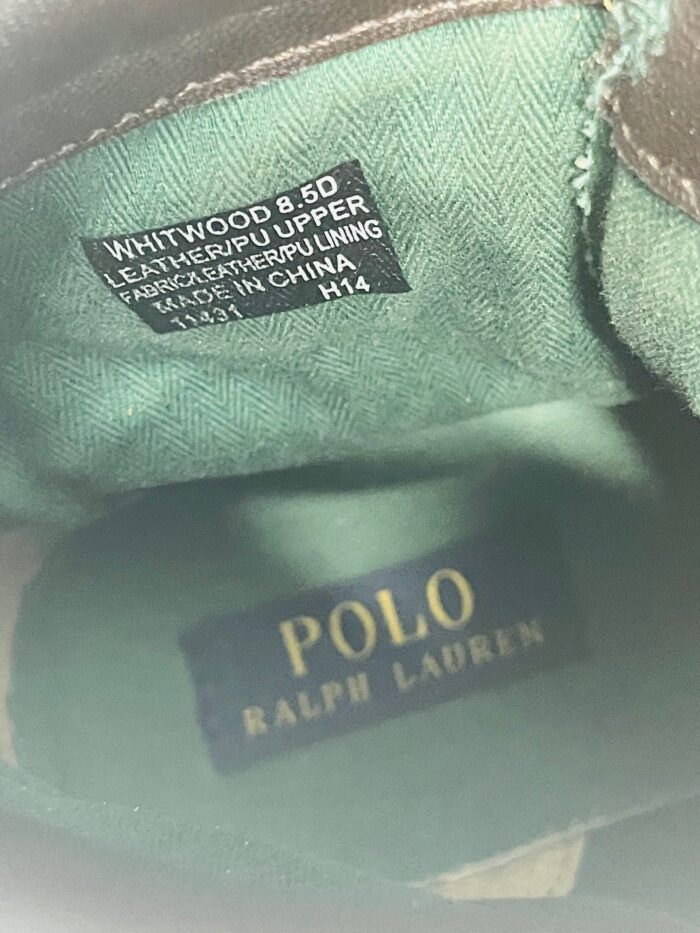 WHITWOOD 8.5D
LEATHER/PU UPPER
FABRIC/LEATHER/PU LINING
MADE IN CHINA
H14
POLO
RALPH LAUREN